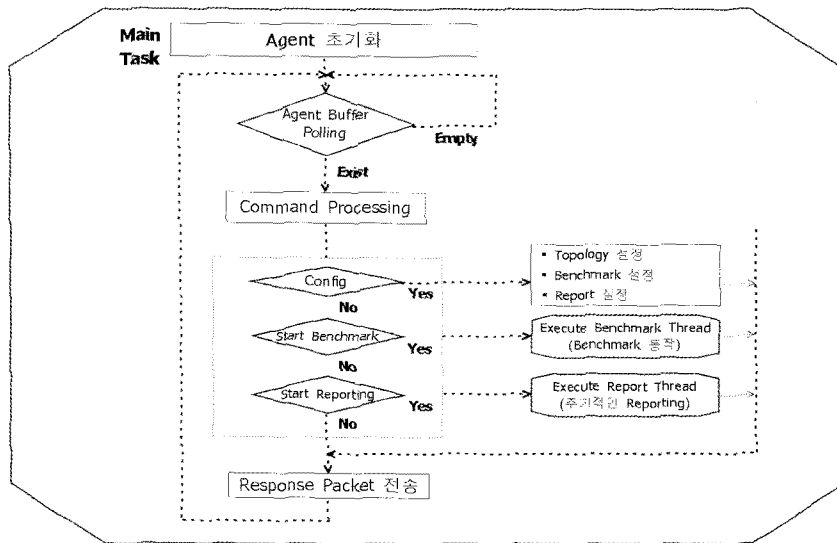 Main
Task
Agent 초기화
Agent Buffer
Polling
Empty
Exist
Command Processing
Config
Yes
No
▪ Topology 설정
▪ Benchmark 설정
▪ Report 설정
Start Benchmark
Yes
No
Execute Benchmark Thread
(Benchmark 동작)
Start Reporting
Yes
No
Execute Report Thread
(주기적인 Reporting)
Response Packet 전송